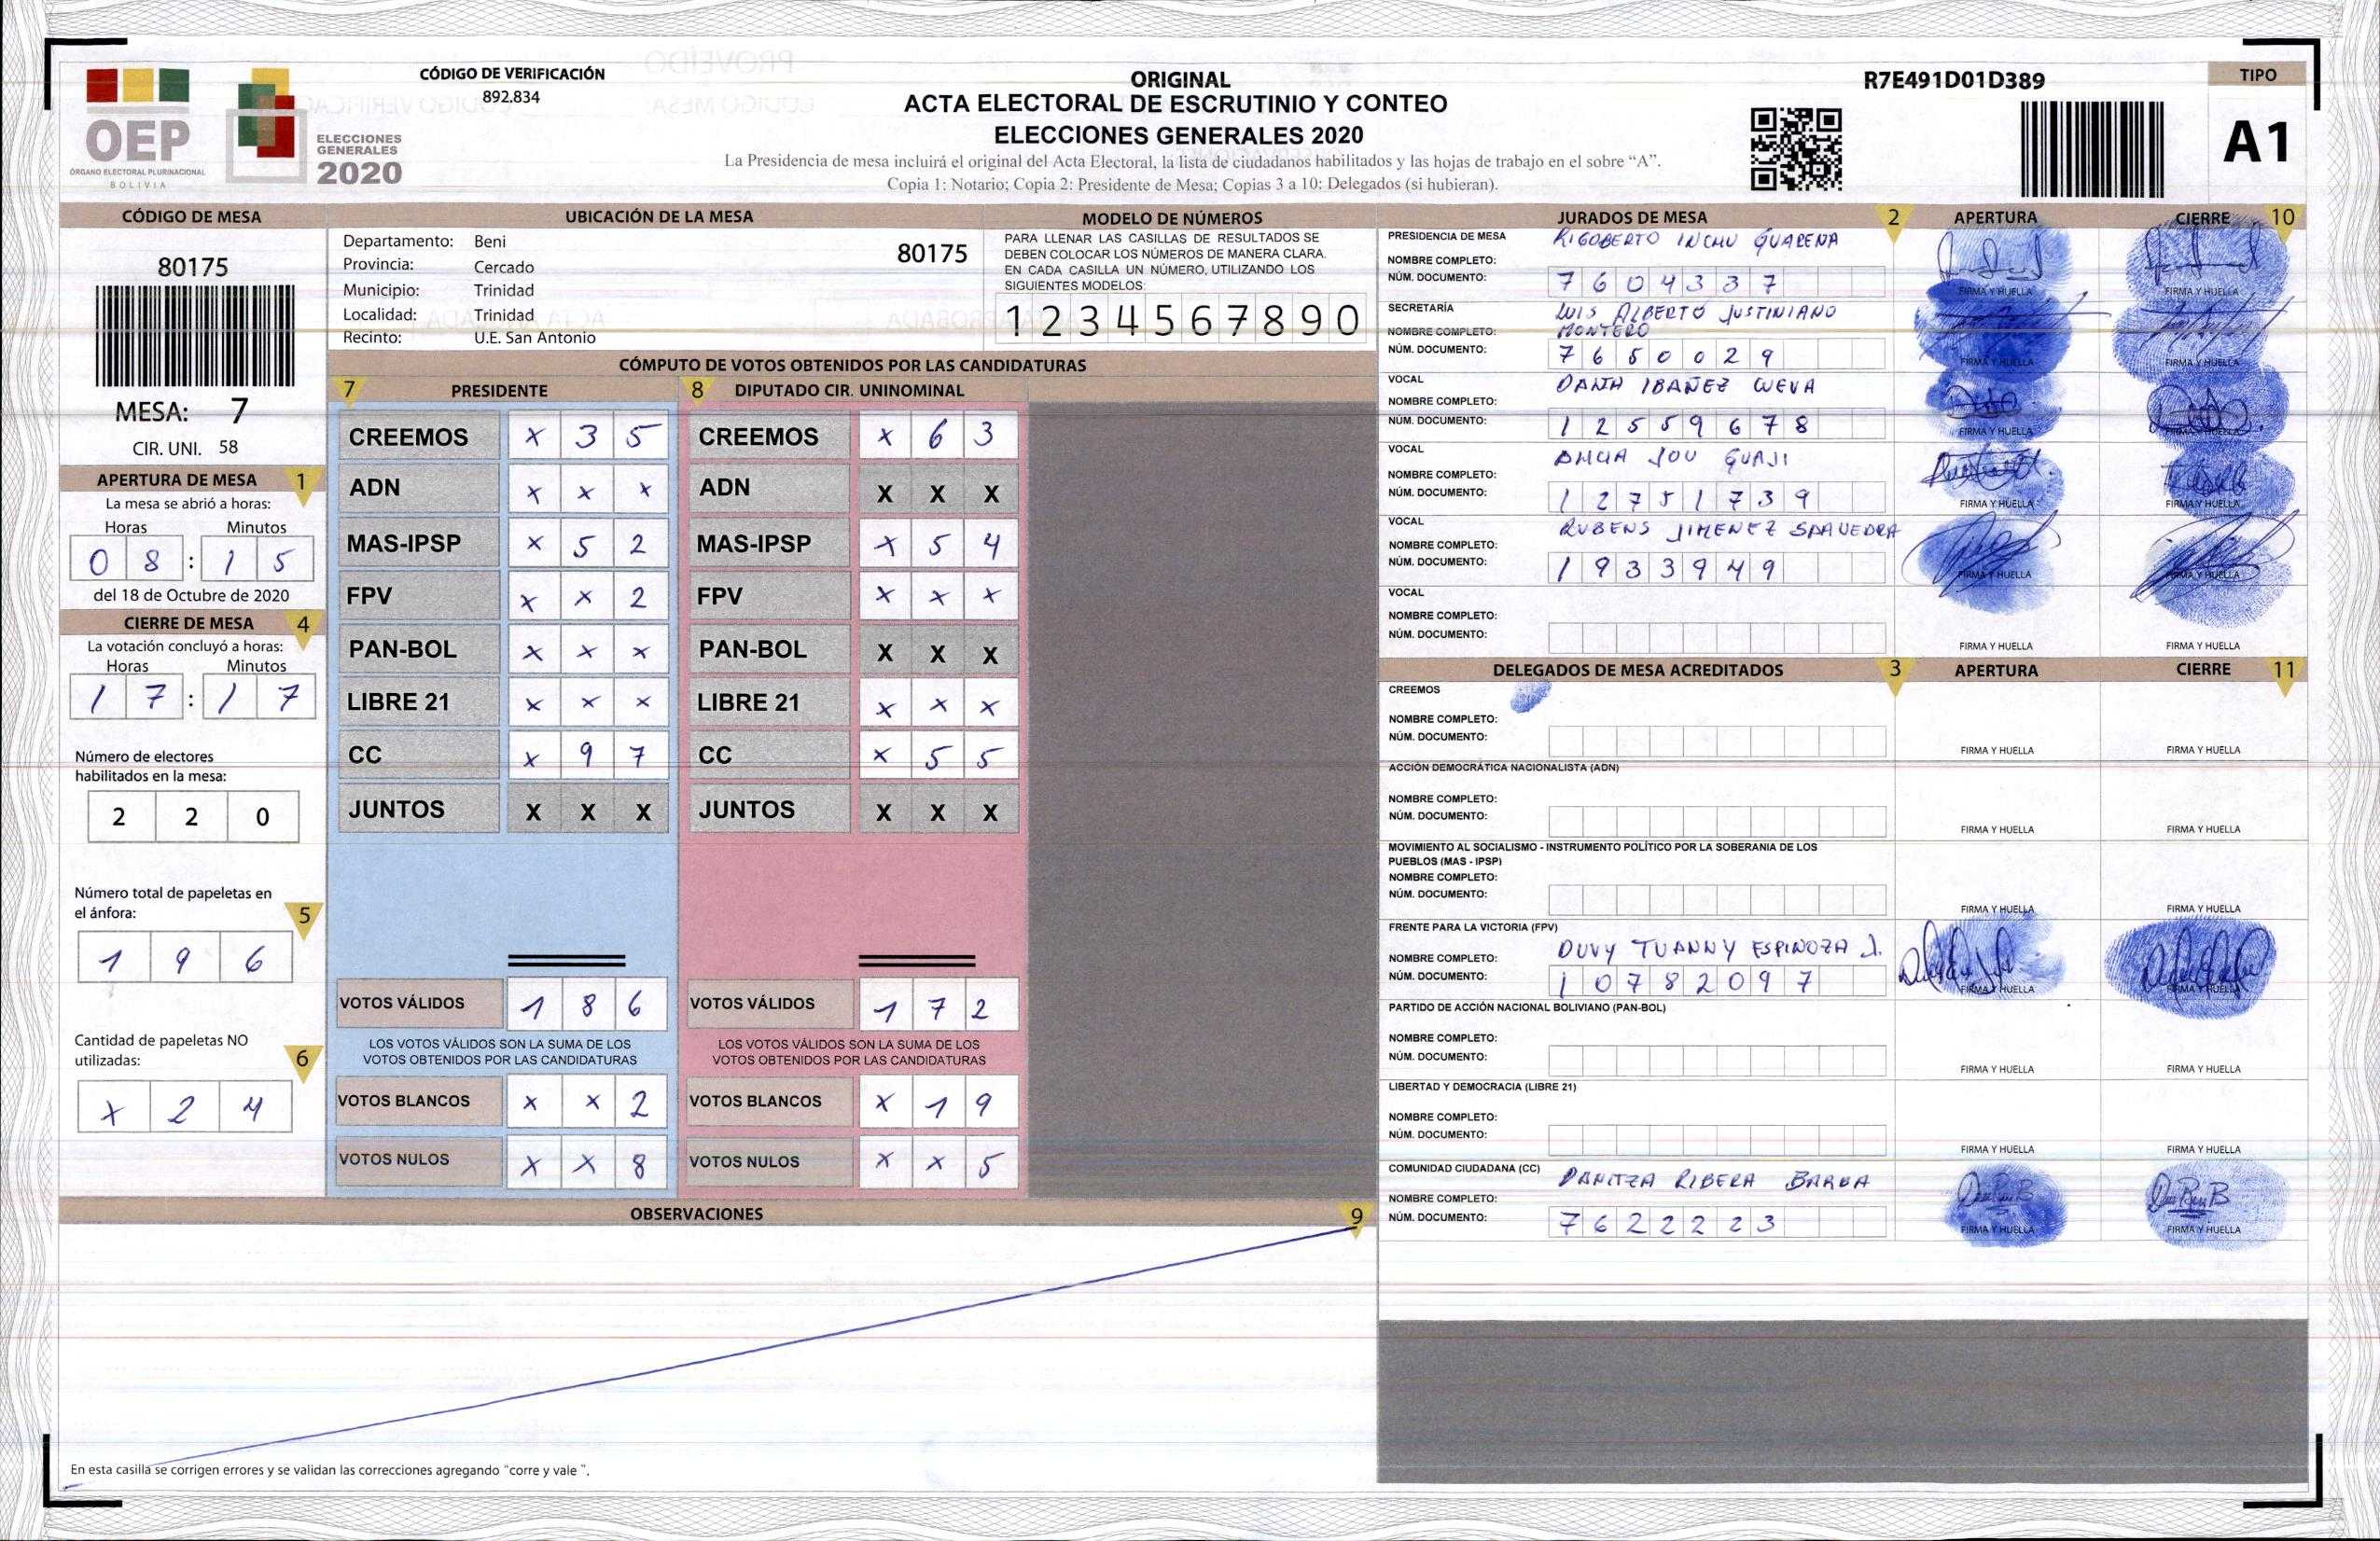 CÓDIGO DE VERIFICACIÓN
892.834
OEP
ÓRGANO ELECTORAL PLURINACIONAL
BOLIVIA
ELECCIONES
GENERALES
2020
ORIGINAL
ACTA ELECTORAL DE ESCRUTINIO Y CONTEO
ELECCIONES GENERALES 2020
La Presidencia de mesa incluirá el original del Acta Electoral, la lista de ciudadanos habilitados y las hojas de trabajo en el sobre “A”.
Copia 1: Notario; Copia 2: Presidente de Mesa; Copias 3 a 10: Delegados (si hubieran).
R7E491D01D389
TIPO
A1
CÓDIGO DE MESA
80175
MESA: 7
CIR. UNI. 58
APERTURA DE MESA 1
La mesa se abrió a horas:
Horas Minutos
0 8 : 1 5
del 18 de Octubre de 2020
CIERRE DE MESA 4
La votación concluyó a horas:
Horas Minutos
1 7 : 1 7
Número de electores
habilitados en la mesa:
2 2 0
Número total de papeletas en
el ánfora: 5
1 9 6
Cantidad de papeletas NO
utilizadas: 6
x 2 4
UBICACIÓN DE LA MESA
Departamento: Beni
80175
Provincia: Cercado
Municipio: Trinidad
Localidad: Trinidad
Recinto: U.E. San Antonio
MODELO DE NÚMEROS
PARA LLENAR LAS CASILLAS DE RESULTADOS SE
DEBEN COLOCAR LOS NÚMEROS DE MANERA CLARA.
EN CADA CASILLA UN NÚMERO, UTILIZANDO LOS
SIGUIENTES MODELOS:
1 2 3 4 5 6 7 8 9 0
CÓMPUTO DE VOTOS OBTENIDOS POR LAS CANDIDATURAS
7 PRESIDENTE 8 DIPUTADO CIR. UNINOMINAL
CREEMOS x 3 5 CREEMOS x 6 3
ADN x x x ADN X X X
MAS-IPSP x 5 2 MAS-IPSP x 5 4
FPV x x 2 FPV x x x
PAN-BOL x x x PAN-BOL X X X
LIBRE 21 x x x LIBRE 21 x x x
CC x 9 7 CC x 5 5
JUNTOS X X X JUNTOS X X X
VOTOS VÁLIDOS 1 8 6 VOTOS VÁLIDOS 1 7 2
LOS VOTOS VÁLIDOS SON LA SUMA DE LOS LOS VOTOS VÁLIDOS SON LA SUMA DE LOS
VOTOS OBTENIDOS POR LAS CANDIDATURAS VOTOS OBTENIDOS POR LAS CANDIDATURAS
VOTOS BLANCOS x x 2 VOTOS BLANCOS x 1 9
VOTOS NULOS x x 8 VOTOS NULOS x x 5
OBSERVACIONES 9
En esta casilla se corrigen errores y se validan las correcciones agregando “corre y vale ”.
JURADOS DE MESA 2 APERTURA CIERRE 10
PRESIDENCIA DE MESA RIGOBERTO INCHU GUARENA
NOMBRE COMPLETO:
NÚM. DOCUMENTO: 7 6 0 4 3 3 7
FIRMA Y HUELLA FIRMA Y HUELLA
SECRETARÍA LUIS ALBERTO JUSTINIANO
NOMBRE COMPLETO: MONTERO
NÚM. DOCUMENTO: 7 6 5 0 0 2 9
FIRMA Y HUELLA FIRMA Y HUELLA
VOCAL IBAÑEZ
NOMBRE COMPLETO:
NÚM. DOCUMENTO: 1 2 5 5 9 6 7 8
FIRMA Y HUELLA FIRMA Y HUELLA
VOCAL
NOMBRE COMPLETO:
NÚM. DOCUMENTO: 1 2 7 5 1 7 3 9
FIRMA Y HUELLA FIRMA Y HUELLA
VOCAL RUBENS JIMENEZ SAAVEDRA
NOMBRE COMPLETO:
NÚM. DOCUMENTO: 1 9 3 3 9 4 9
FIRMA Y HUELLA FIRMA Y HUELLA
VOCAL
NOMBRE COMPLETO:
NÚM. DOCUMENTO:
FIRMA Y HUELLA FIRMA Y HUELLA
DELEGADOS DE MESA ACREDITADOS 3 APERTURA CIERRE 11
CREEMOS
NOMBRE COMPLETO:
NÚM. DOCUMENTO:
FIRMA Y HUELLA FIRMA Y HUELLA
ACCIÓN DEMOCRÁTICA NACIONALISTA (ADN)
NOMBRE COMPLETO:
NÚM. DOCUMENTO:
FIRMA Y HUELLA FIRMA Y HUELLA
MOVIMIENTO AL SOCIALISMO - INSTRUMENTO POLÍTICO POR LA SOBERANIA DE LOS
PUEBLOS (MAS - IPSP)
NOMBRE COMPLETO:
NÚM. DOCUMENTO:
FIRMA Y HUELLA FIRMA Y HUELLA
FRENTE PARA LA VICTORIA (FPV)
NOMBRE COMPLETO: DUVY TUANNY ESPINOZA J.
NÚM. DOCUMENTO: 1 0 7 8 2 0 9 7
FIRMA Y HUELLA FIRMA Y HUELLA
PARTIDO DE ACCIÓN NACIONAL BOLIVIANO (PAN-BOL)
NOMBRE COMPLETO:
NÚM. DOCUMENTO:
FIRMA Y HUELLA FIRMA Y HUELLA
LIBERTAD Y DEMOCRACIA (LIBRE 21)
NOMBRE COMPLETO:
NÚM. DOCUMENTO:
FIRMA Y HUELLA FIRMA Y HUELLA
COMUNIDAD CIUDADANA (CC) DANITZA RIBERA BARBA
NOMBRE COMPLETO:
NÚM. DOCUMENTO: 7 6 2 2 2 2 3
FIRMA Y HUELLA FIRMA Y HUELLA